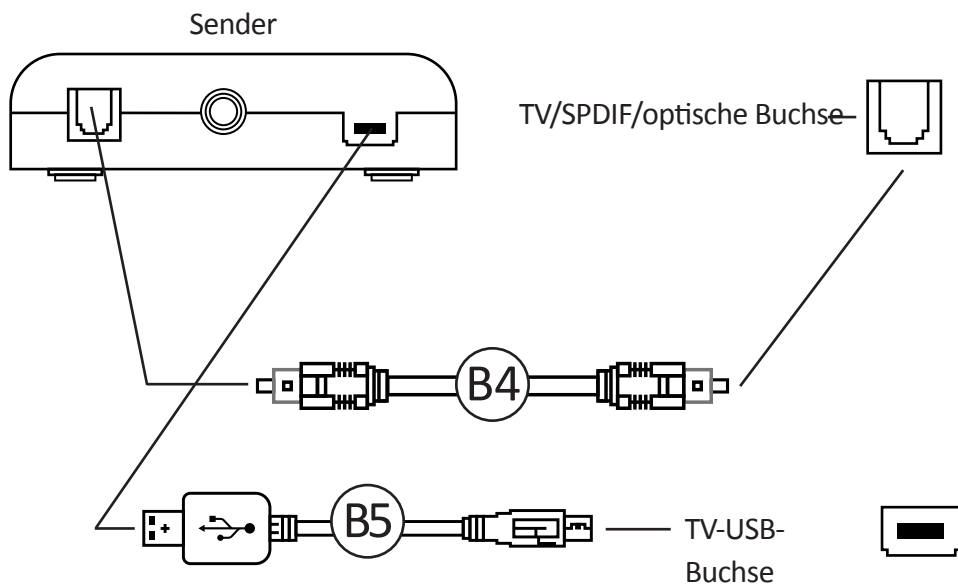 Sender
TV/SPDIF/optische Buchse
B4
B5
TV-USB-
Buchse